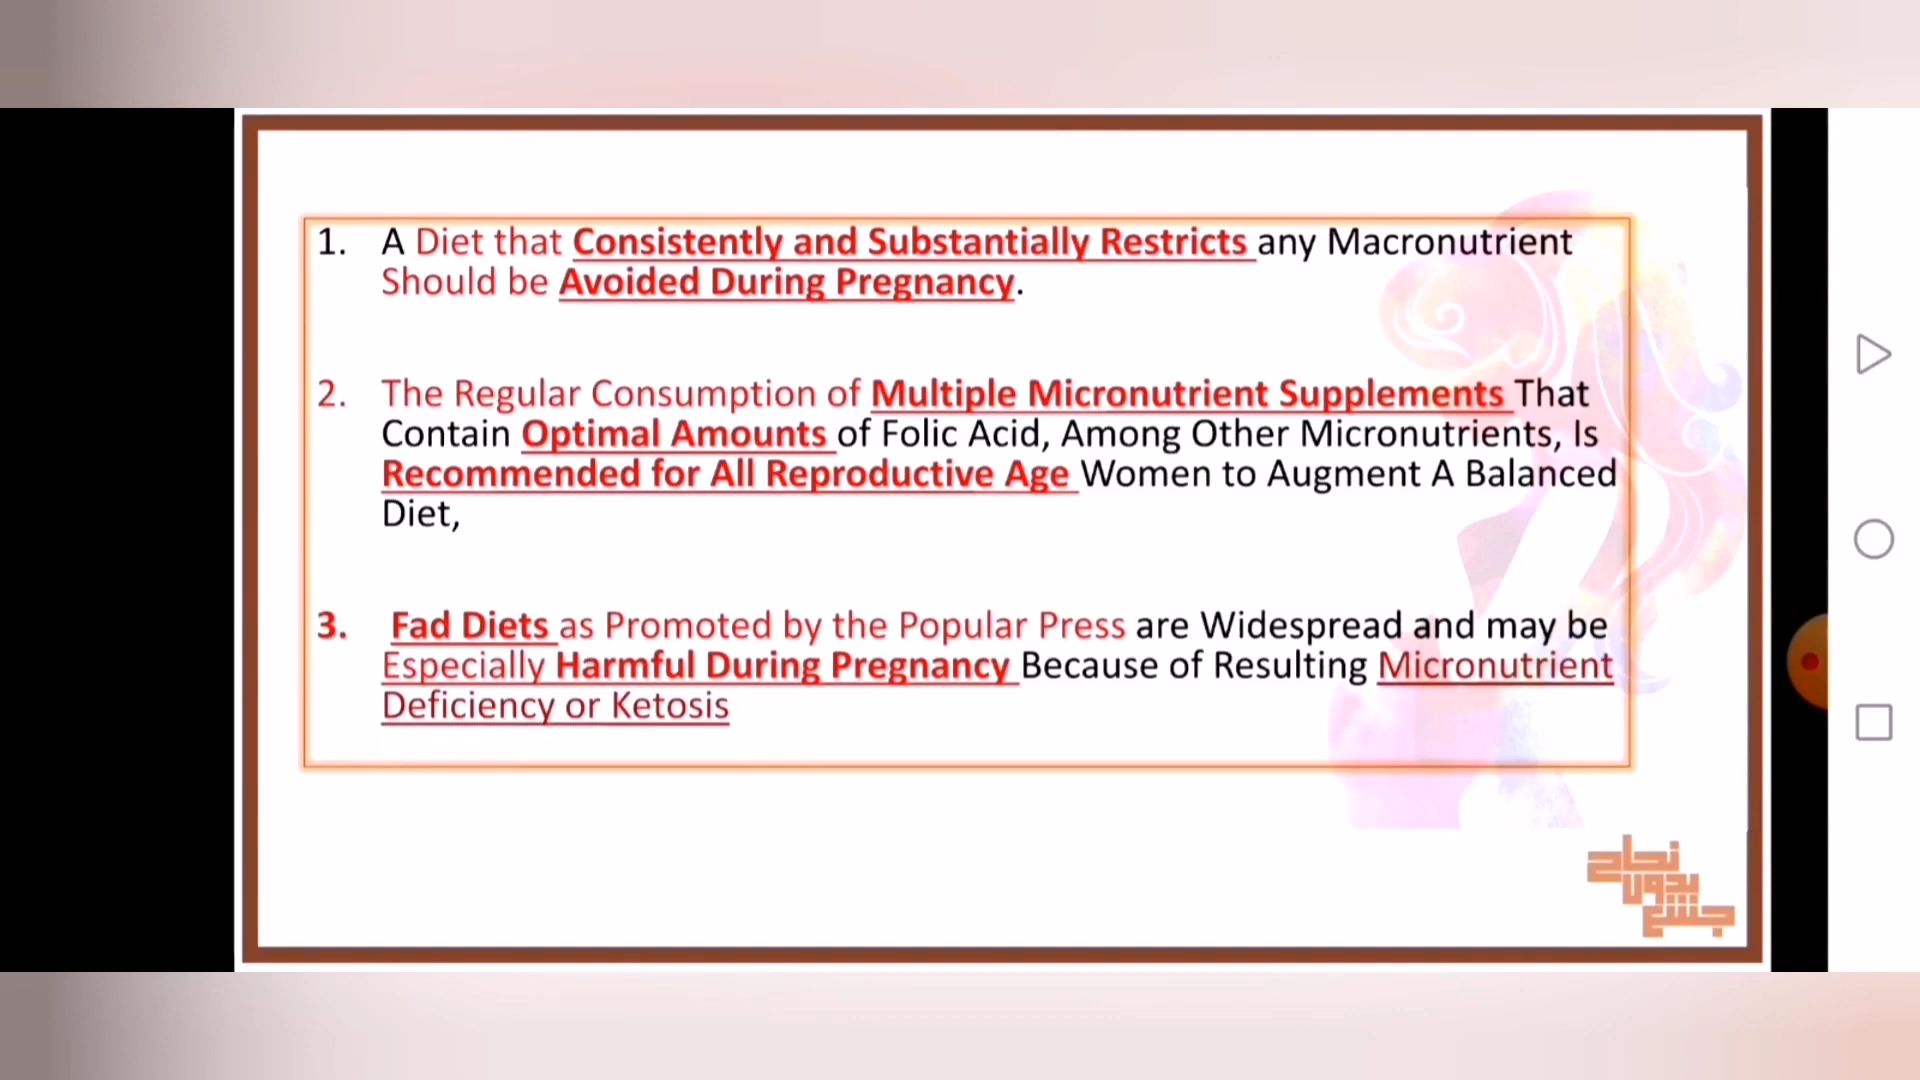 1. A Diet that Consistently and Substantially Restricts any Macronutrient
Should be Avoided During Pregnancy.
2. The Regular Consumption of Multiple Micronutrient Supplements That
Contain Optimal Amounts of Folic Acid, Among Other Micronutrients, Is
Recommended for All Reproductive Age Women to Augment A Balanced
Diet,
3. Fad Diets as Promoted by the Popular Press are Widespread and may be
Especially Harmful During Pregnancy Because of Resulting Micronutrient
Deficiency or Ketosis
نجاح
بدون
جشع